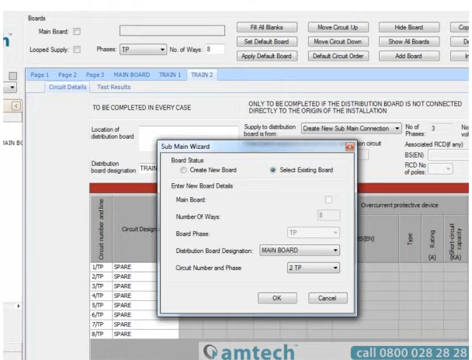 Boards
Main Board:
Looped Supply: Phases: TP No. of Ways: 8
Fill All Blanks Move Circuit Up Hide Board
Set Default Board Move Circuit Down Show All Boards
Apply Default Board Default Circuit Order Add Board
Page 1 Page 2 Page 3 MAIN BOARD TRAIN 1 TRAIN 2
Circuit Details Test Results
TO BE COMPLETED IN EVERY CASE
ONLY TO BE COMPLETED IF THE DISTRIBUTION BOARD IS NOT CONNECTED
DIRECTLY TO THE ORIGIN OF THE INSTALLATION
Location of
distribution board
Supply to distribution
board is from:
Create New Sub Main Connection
No of
Phases: 3
Associated RCD(if any)
BS(EN)
RCD No
of poles:
Distribution
board designation
Sub Main Wizard
Board Status
Create New Board Select Existing Board
Enter New Board Details
Main Board:
Number Of Ways: 8
Board Phase: TP
Distribution Board Designation: MAIN BOARD
Circuit Number and Phase 2 TP
OK Cancel
Circuit number and line
Overcurrent protective device
Type
Rating
(A)
Short-circuit
capacity
(KA)
1/TP SPARE
2/TP SPARE
3/TP SPARE
4/TP SPARE
5/TP SPARE
6/TP SPARE
7/TP SPARE
8/TP SPARE
amtech
call 0800 028 28 28